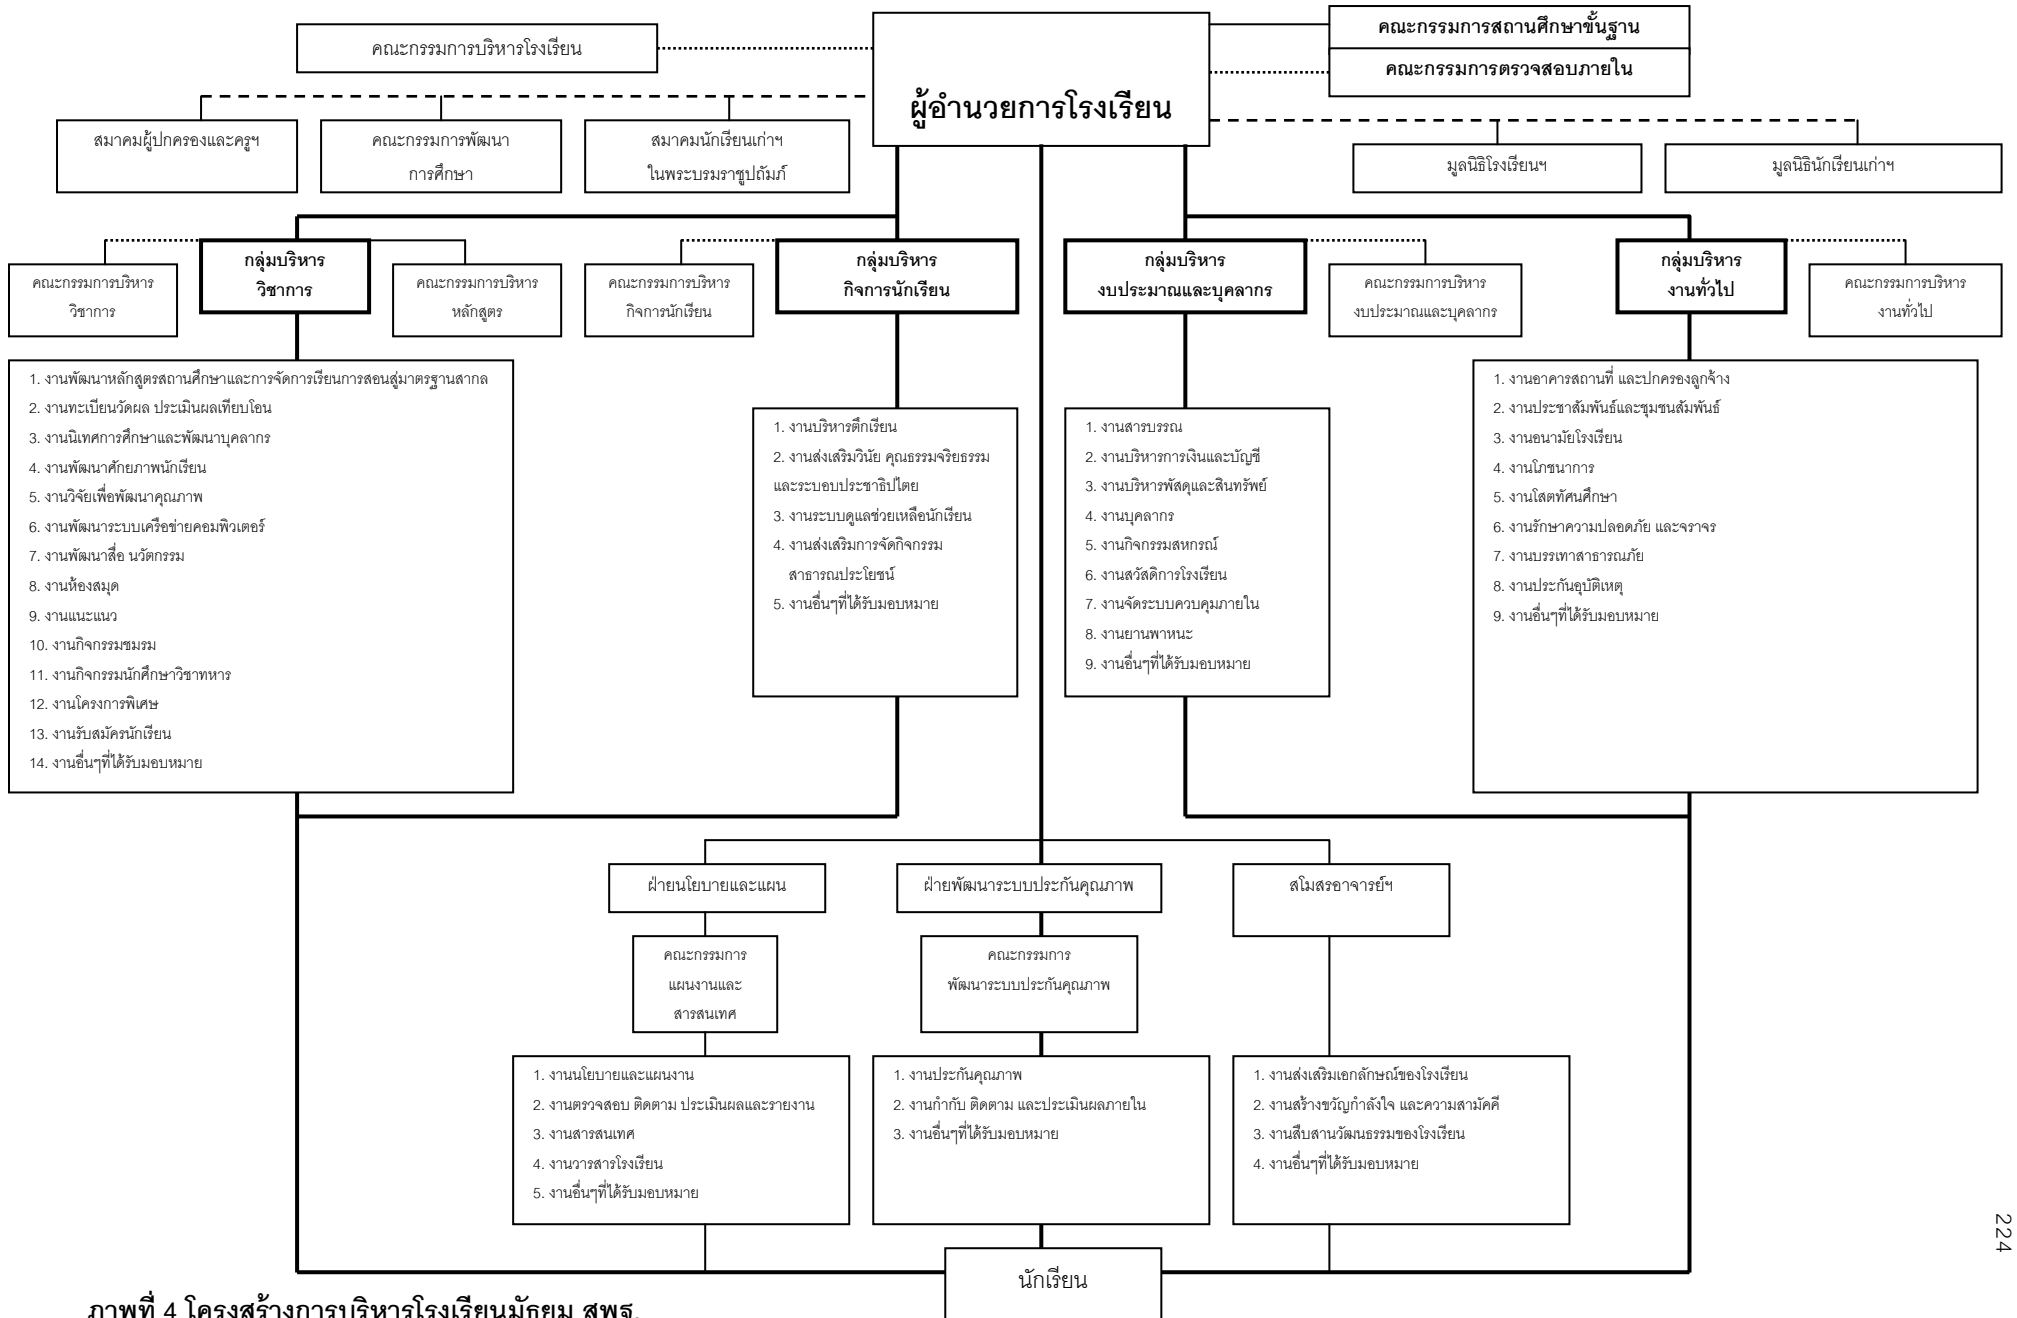 คณะกรรมการบริหารโรงเรียน
ผู้อำนวยการโรงเรียน
คณะกรรมการสถานศึกษาขั้นฐาน
คณะกรรมการตรวจสอบภายใน
สมาคมผู้ปกครองและครูฯ
คณะกรรมการพัฒนา
การศึกษา
สมาคมนักเรียนเก่าฯ
ในพระบรมราชูปถัมภ์
มูลนิธิโรงเรียนฯ
มูลนิธินักเรียนเก่าฯ
คณะกรรมการบริหาร
วิชาการ
กลุ่มบริหาร
วิชาการ
คณะกรรมการบริหาร
หลักสูตร
คณะกรรมการบริหาร
กิจการนักเรียน
กลุ่มบริหาร
กิจการนักเรียน
กลุ่มบริหาร
งบประมาณและบุคลากร
คณะกรรมการบริหาร
งบประมาณและบุคลากร
กลุ่มบริหาร
งานทั่วไป
คณะกรรมการบริหาร
งานทั่วไป
1. งานพัฒนาหลักสูตรสถานศึกษาและการจัดการเรียนการสอนสู่มาตรฐานสากล
2. งานทะเบียนวัดผล ประเมินผลเทียบโอน
3. งานนิเทศการศึกษาและพัฒนาบุคลากร
4. งานพัฒนาศักยภาพนักเรียน
5. งานวิจัยเพื่อพัฒนาคุณภาพ
6. งานพัฒนาระบบเครือข่ายคอมพิวเตอร์
7. งานพัฒนาสื่อ นวัตกรรม
8. งานห้องสมุด
9. งานแนะแนว
10. งานกิจกรรมชมรม
11. งานกิจกรรมนักศึกษาวิชาทหาร
12. งานโครงการพิเศษ
13. งานรับสมัครนักเรียน
14. งานอื่นๆที่ได้รับมอบหมาย
1. งานบริหารตึกเรียน
2. งานส่งเสริมวินัย คุณธรรมจริยธรรม
และระบอบประชาธิปไตย
3. งานระบบดูแลช่วยเหลือนักเรียน
4. งานส่งเสริมการจัดกิจกรรม
สาธารณประโยชน์
5. งานอื่นๆที่ได้รับมอบหมาย
1. งานสารบรรณ
2. งานบริหารการเงินและบัญชี
3. งานบริหารพัสดุและสินทรัพย์
4. งานบุคลากร
5. งานกิจกรรมสหกรณ์
6. งานสวัสดิการโรงเรียน
7. งานจัดระบบควบคุมภายใน
8. งานยานพาหนะ
9. งานอื่นๆที่ได้รับมอบหมาย
1. งานอาคารสถานที่ และปกครองลูกจ้าง
2. งานประชาสัมพันธ์และชุมชนสัมพันธ์
3. งานอนามัยโรงเรียน
4. งานโภชนาการ
5. งานโสตทัศนศึกษา
6. งานรักษาความปลอดภัย และจราจร
7. งานบรรเทาสาธารณภัย
8. งานประกันอุบัติเหตุ
9. งานอื่นๆที่ได้รับมอบหมาย
ฝ่ายนโยบายและแผน
ฝ่ายพัฒนาระบบประกันคุณภาพ
สโมสรอาจารย์ฯ
คณะกรรมการ
แผนงานและ
สารสนเทศ
คณะกรรมการ
พัฒนาระบบประกันคุณภาพ
1. งานนโยบายและแผนงาน
2. งานตรวจสอบ ติดตาม ประเมินผลและรายงาน
3. งานสารสนเทศ
4. งานวารสารโรงเรียน
5. งานอื่นๆที่ได้รับมอบหมาย
1. งานประกันคุณภาพ
2. งานกำกับ ติดตาม และประเมินผลภายใน
3. งานอื่นๆที่ได้รับมอบหมาย
1. งานส่งเสริมเอกลักษณ์ของโรงเรียน
2. งานสร้างขวัญกำลังใจ และความสามัคคี
3. งานสืบสานวัฒนธรรมของโรงเรียน
4. งานอื่นๆที่ได้รับมอบหมาย
นักเรียน
224
ภาพที่ 4 โครงสร้างการบริหารโรงเรียนมัธยม สพฐ.